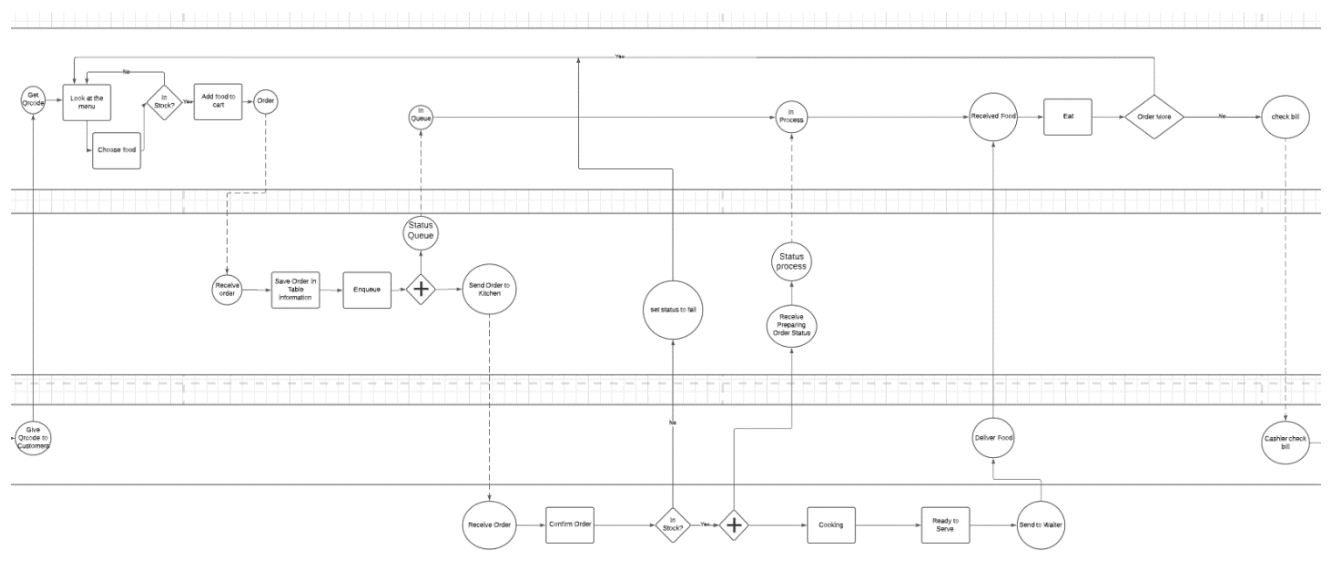 Yes
Get
Qrcode
Look at the
menu
No
In
Stock?
Yes
Add food to
cart
Order
Choose food
In
Queue
In
Process
Received Food
Eat
Order More
No
check bill
Status
Queue
Receive
order
Save Order in
Table
information
Enqueue
Send Order to
Kitchen
set status to fail
Status
process
Receive
Preparing
Order Status
Give
Qrcode to
Customers
No
Deliver Food
Cashier check
bill
Receive Order
Confirm Order
In
Stock?
Yes
Cooking
Ready to
Serve
Send to Waiter